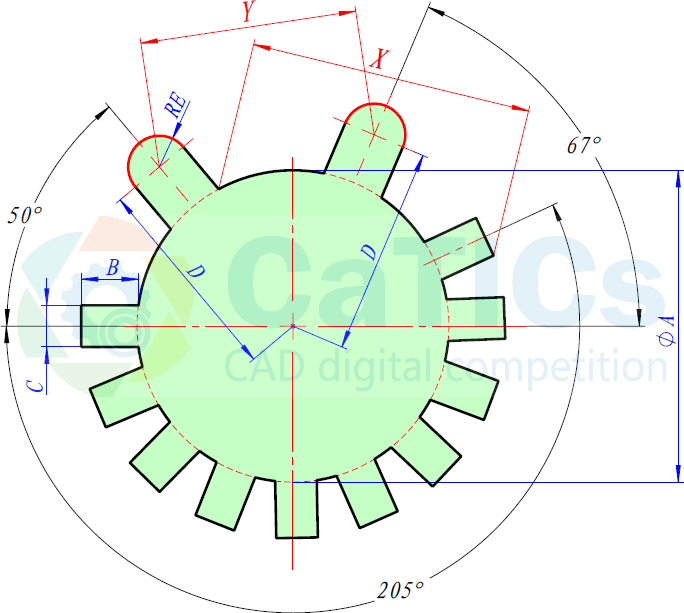 Y
X
RE
67°
50°
D
D
B
CaTICs
C
ϕA
CAD digital competition
205°